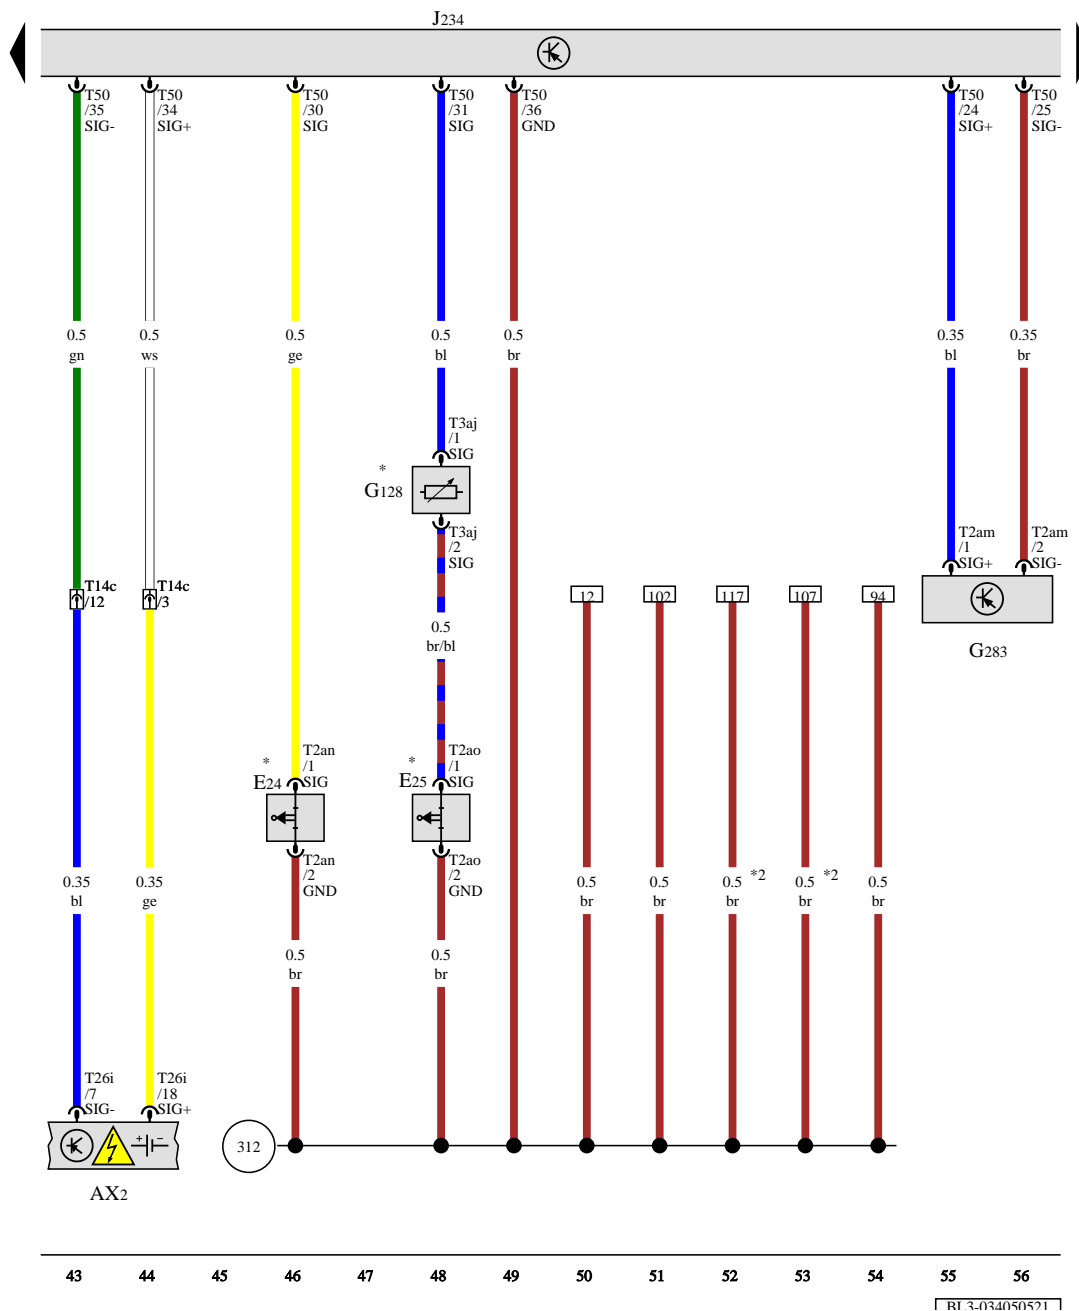 J234
T50
/35
SIG-
T50
/34
SIG+
T50
/30
SIG
T50
/31
SIG
T50
/36
GND
T50
/24
SIG+
T50
/25
SIG-
0.5
gn
0.5
ws
0.5
ge
0.5
bl
0.5
br
0.35
bl
0.35
br
T3aj
/1
SIG
*
G128
T3aj
/2
SIG
T2am
/1
SIG+
T2am
/2
SIG-
T14c
/12
T14c
/3
12
102
117
107
94
0.5
br/bl
G283
T2an
/1
SIG
*
E24
T2ao
/1
SIG
*
E25
T2an
/2
GND
T2ao
/2
GND
0.35
bl
0.35
ge
0.5
br
0.5
br
0.5
br
*2
0.5
br
*2
0.5
br
0.5
br
0.5
br
T26i
/7
SIG-
T26i
/18
SIG+
+ −
312
AX2
43 44 45 46 47 48 49 50 51 52 53 54 55 56
BL3-034050521